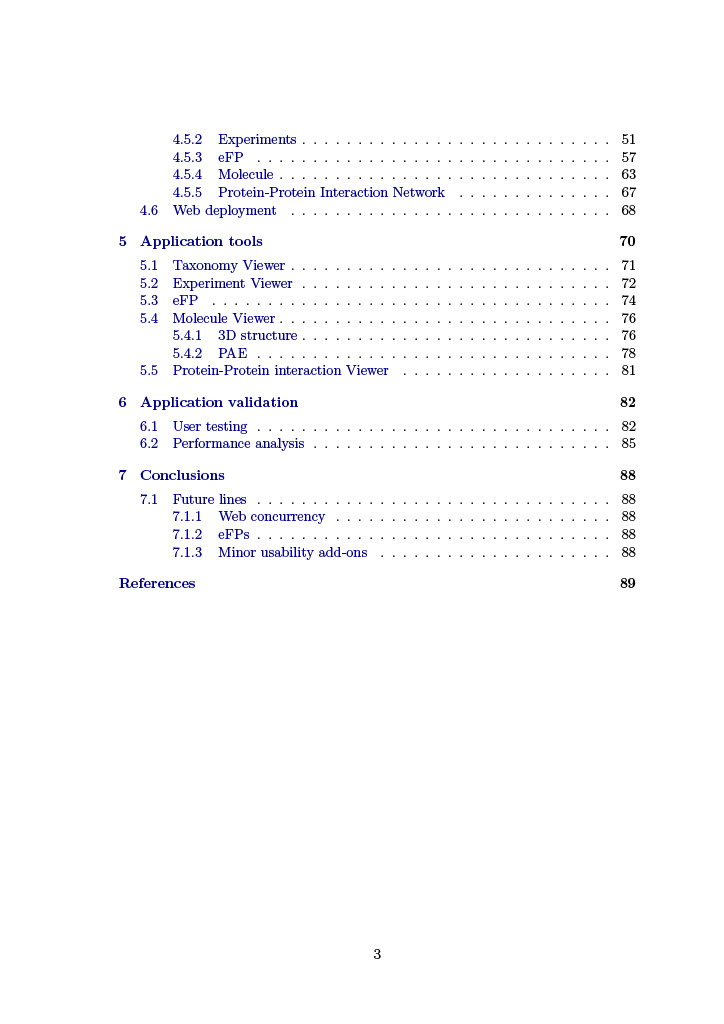 4.5.2 Experiments . . . . . . . . . . . . . . . . . . . . . . . . . . . . 51
4.5.3 eFP . . . . . . . . . . . . . . . . . . . . . . . . . . . . . . . . 57
4.5.4 Molecule . . . . . . . . . . . . . . . . . . . . . . . . . . . . . . 63
4.5.5 Protein-Protein Interaction Network . . . . . . . . . . . . . . 67
4.6 Web deployment . . . . . . . . . . . . . . . . . . . . . . . . . . . . . 68
5 Application tools 70
5.1 Taxonomy Viewer . . . . . . . . . . . . . . . . . . . . . . . . . . . . . 71
5.2 Experiment Viewer . . . . . . . . . . . . . . . . . . . . . . . . . . . . 72
5.3 eFP . . . . . . . . . . . . . . . . . . . . . . . . . . . . . . . . . . . . 74
5.4 Molecule Viewer . . . . . . . . . . . . . . . . . . . . . . . . . . . . . . 76
5.4.1 3D structure . . . . . . . . . . . . . . . . . . . . . . . . . . . . 76
5.4.2 PAE . . . . . . . . . . . . . . . . . . . . . . . . . . . . . . . . 78
5.5 Protein-Protein interaction Viewer . . . . . . . . . . . . . . . . . . . 81
6 Application validation 82
6.1 User testing . . . . . . . . . . . . . . . . . . . . . . . . . . . . . . . . 82
6.2 Performance analysis . . . . . . . . . . . . . . . . . . . . . . . . . . . 85
7 Conclusions 88
7.1 Future lines . . . . . . . . . . . . . . . . . . . . . . . . . . . . . . . . 88
7.1.1 Web concurrency . . . . . . . . . . . . . . . . . . . . . . . . . 88
7.1.2 eFPs . . . . . . . . . . . . . . . . . . . . . . . . . . . . . . . . 88
7.1.3 Minor usability add-ons . . . . . . . . . . . . . . . . . . . . . 88
References 89
3